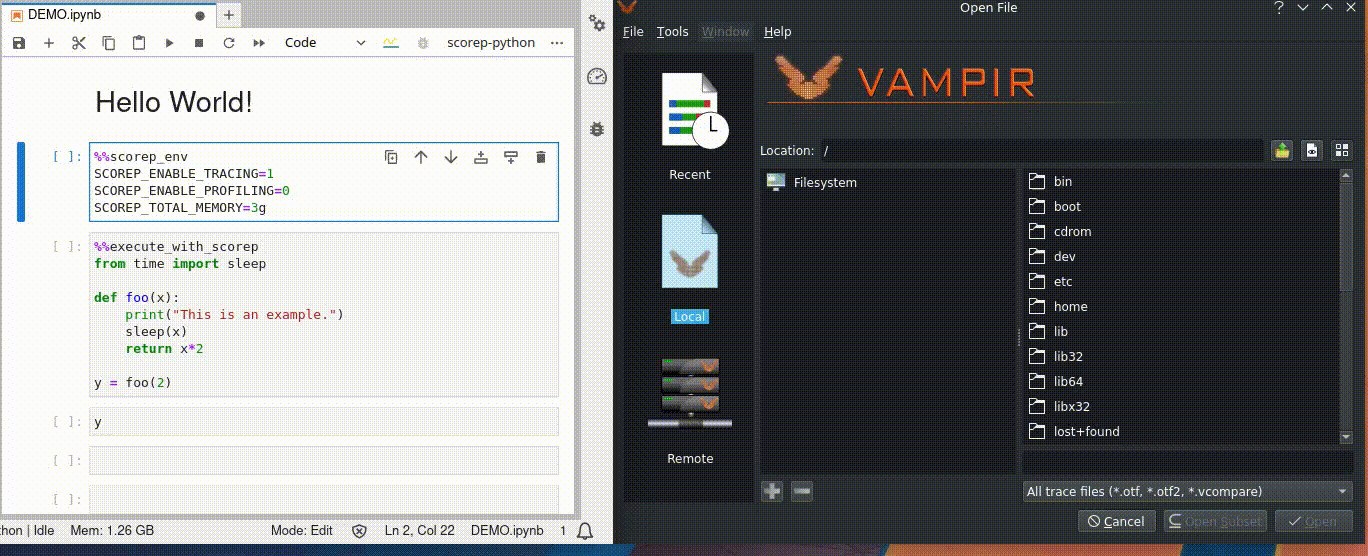 DEMO.ipynb
Code
scorep-python
Hello World!
[ ]:
%%scorep_env
SCOREP_ENABLE_TRACING=1
SCOREP_ENABLE_PROFILING=0
SCOREP_TOTAL_MEMORY=3g
[ ]:
%%execute_with_scorep
from time import sleep
def foo(x):
print("This is an example.")
sleep(x)
return x*2
y = foo(2)
[ ]:
y
[ ]:
[ ]:
thon | Idle
Mem: 1.26 GB
Mode: Edit
Ln 2, Col 22
DEMO.ipynb
1
Open File
File
Tools
Window
Help
VAMPIR
Recent
Local
Remote
Location: /
Filesystem
bin
boot
cdrom
dev
etc
home
lib
lib32
lib64
libx32
lost+found
All trace files (*.otf, *.otf2, *.vcompare)
Cancel
Open Subset
Open